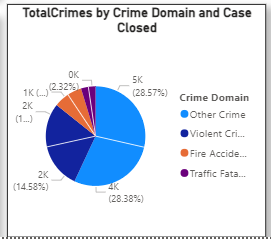 TotalCrimes by Crime Domain and Case
Closed
0K
(2.32%)
1K (...)
2K
(1...)
2K
(14.58%)
5K
(28.57%)
4K
(28.38%)
Crime Domain
Other Crime
Violent Cri...
Fire Accide...
Traffic Fata...